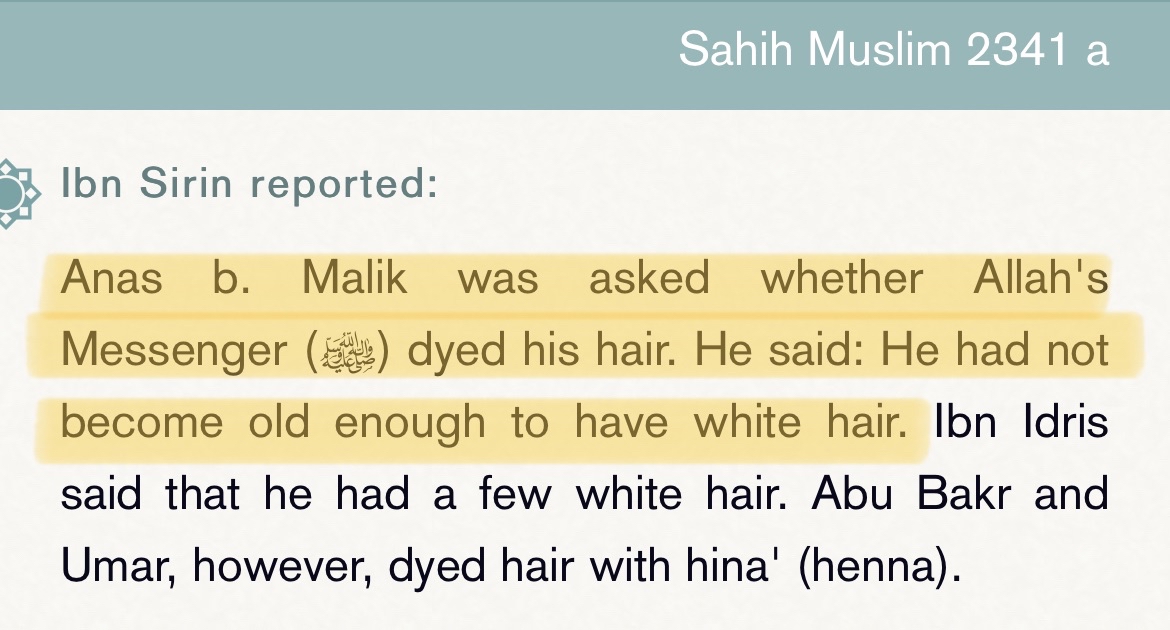 Sahih Muslim 2341 a
Ibn Sirin reported:
Anas b. Malik was asked whether Allah's
Messenger (ﷺ) dyed his hair. He said: He had not
become old enough to have white hair. Ibn Idris
said that he had a few white hair. Abu Bakr and
Umar, however, dyed hair with hina' (henna).